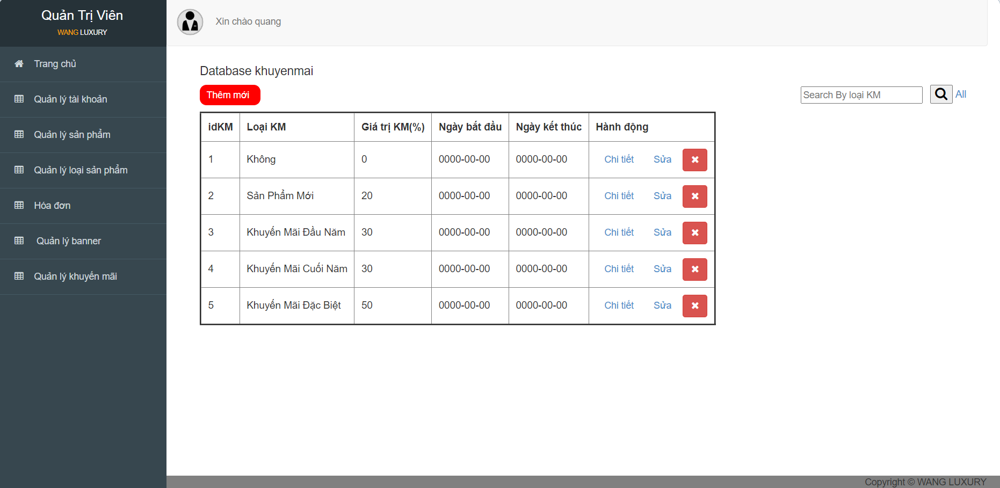 Quản Trị Viên
WANG LUXURY
Trang chủ
Quản lý tài khoản
Quản lý sản phẩm
Quản lý loại sản phẩm
Hóa đơn
Quản lý banner
Quản lý khuyến mãi
Xin chào quang
Database khuyenmai
Thêm mới
Search By loại KM All
idKM Loại KM Giá trị KM(%) Ngày bắt đầu Ngày kết thúc Hành động
1 Không 0 0000-00-00 0000-00-00 Chi tiết Sửa
2 Sản Phẩm Mới 20 0000-00-00 0000-00-00 Chi tiết Sửa
3 Khuyến Mãi Đầu Năm 30 0000-00-00 0000-00-00 Chi tiết Sửa
4 Khuyến Mãi Cuối Năm 30 0000-00-00 0000-00-00 Chi tiết Sửa
5 Khuyến Mãi Đặc Biệt 50 0000-00-00 0000-00-00 Chi tiết Sửa
Copyright © WANG LUXURY